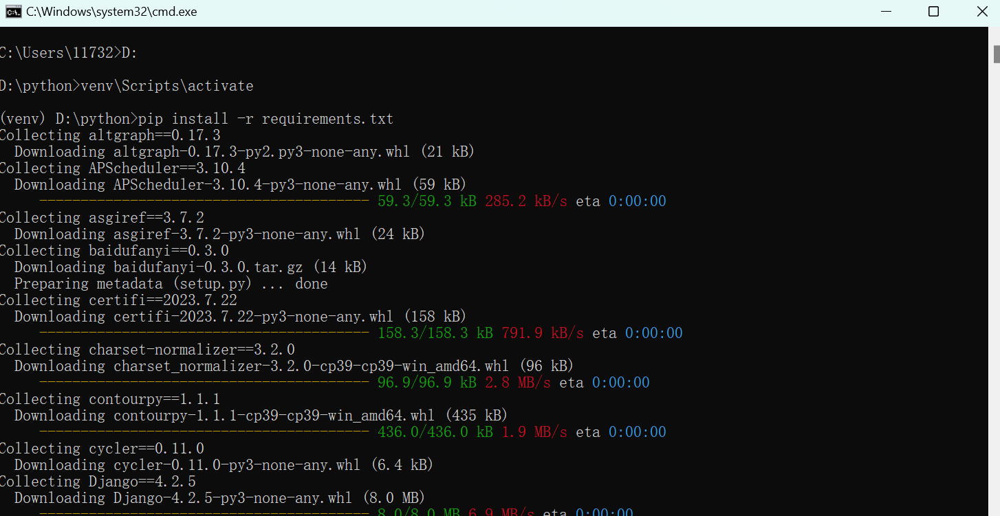 C:\Windows\system32\cmd.exe
C:\Users\11732>D:
D:\python>venv\Scripts\activate
(venv) D:\python>pip install -r requirements.txt
Collecting altgraph==0.17.3
Downloading altgraph-0.17.3-py2.py3-none-any.whl (21 kB)
Collecting APScheduler==3.10.4
Downloading APScheduler-3.10.4-py3-none-any.whl (59 kB)
---------------------------------------- 59.3/59.3 kB 285.2 kB/s eta 0:00:00
Collecting asgiref==3.7.2
Downloading asgiref-3.7.2-py3-none-any.whl (24 kB)
Collecting baidufanyi==0.3.0
Downloading baidufanyi-0.3.0.tar.gz (14 kB)
Preparing metadata (setup.py) ... done
Collecting certifi==2023.7.22
Downloading certifi-2023.7.22-py3-none-any.whl (158 kB)
---------------------------------------- 158.3/158.3 kB 791.9 kB/s eta 0:00:00
Collecting charset-normalizer==3.2.0
Downloading charset_normalizer-3.2.0-cp39-cp39-win_amd64.whl (96 kB)
---------------------------------------- 96.9/96.9 kB 2.8 MB/s eta 0:00:00
Collecting contourpy==1.1.1
Downloading contourpy-1.1.1-cp39-cp39-win_amd64.whl (435 kB)
---------------------------------------- 436.0/436.0 kB 1.9 MB/s eta 0:00:00
Collecting cycler==0.11.0
Downloading cycler-0.11.0-py3-none-any.whl (6.4 kB)
Collecting Django==4.2.5
Downloading Django-4.2.5-py3-none-any.whl (8.0 MB)
---------------------------------------- 8.0/8.0 MB 6.9 MB/s eta 0:00:00